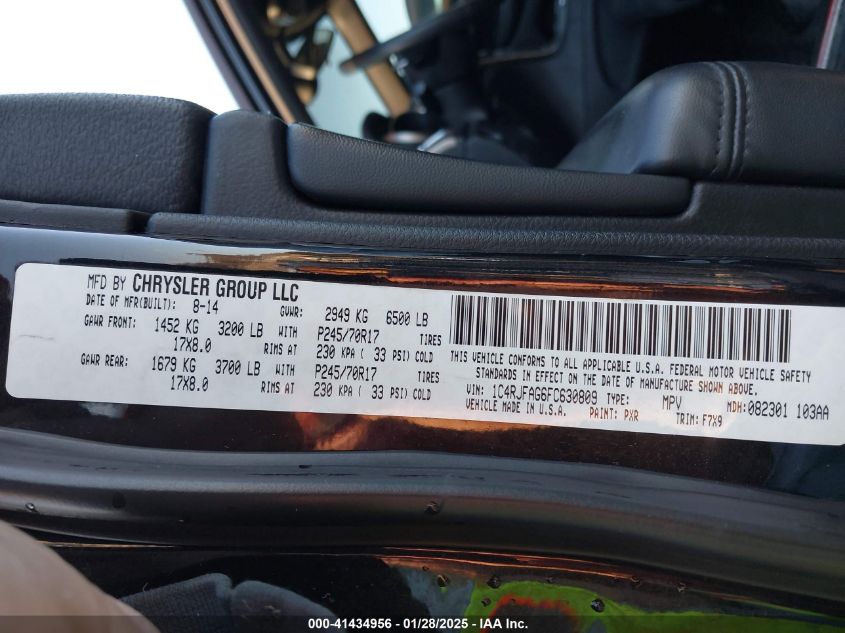 MFD BY CHRYSLER GROUP LLC
DATE OF MFR(BUILT): 8-14 GVWR: 2949 KG 6500 LB
GAWR FRONT: 1452 KG 3200 LB WITH P245/70R17 TIRES
17X8.0 RIMS AT 230 KPA ( 33 PSI) COLD
GAWR REAR: 1679 KG 3700 LB WITH P245/70R17 TIRES
17X8.0 RIMS AT 230 KPA ( 33 PSI) COLD
THIS VEHICLE CONFORMS TO ALL APPLICABLE U.S.A. FEDERAL MOTOR VEHICLE SAFETY
STANDARDS IN EFFECT ON THE DATE OF MANUFACTURE SHOWN ABOVE.
VIN: 1C4RJFAG6FC630809 TYPE: MPV MDH:082301 103AA
MADE IN U.S.A. PAINT: PXR TRIM: F7X9
000-41434956 - 01/28/2025 - IAA Inc.